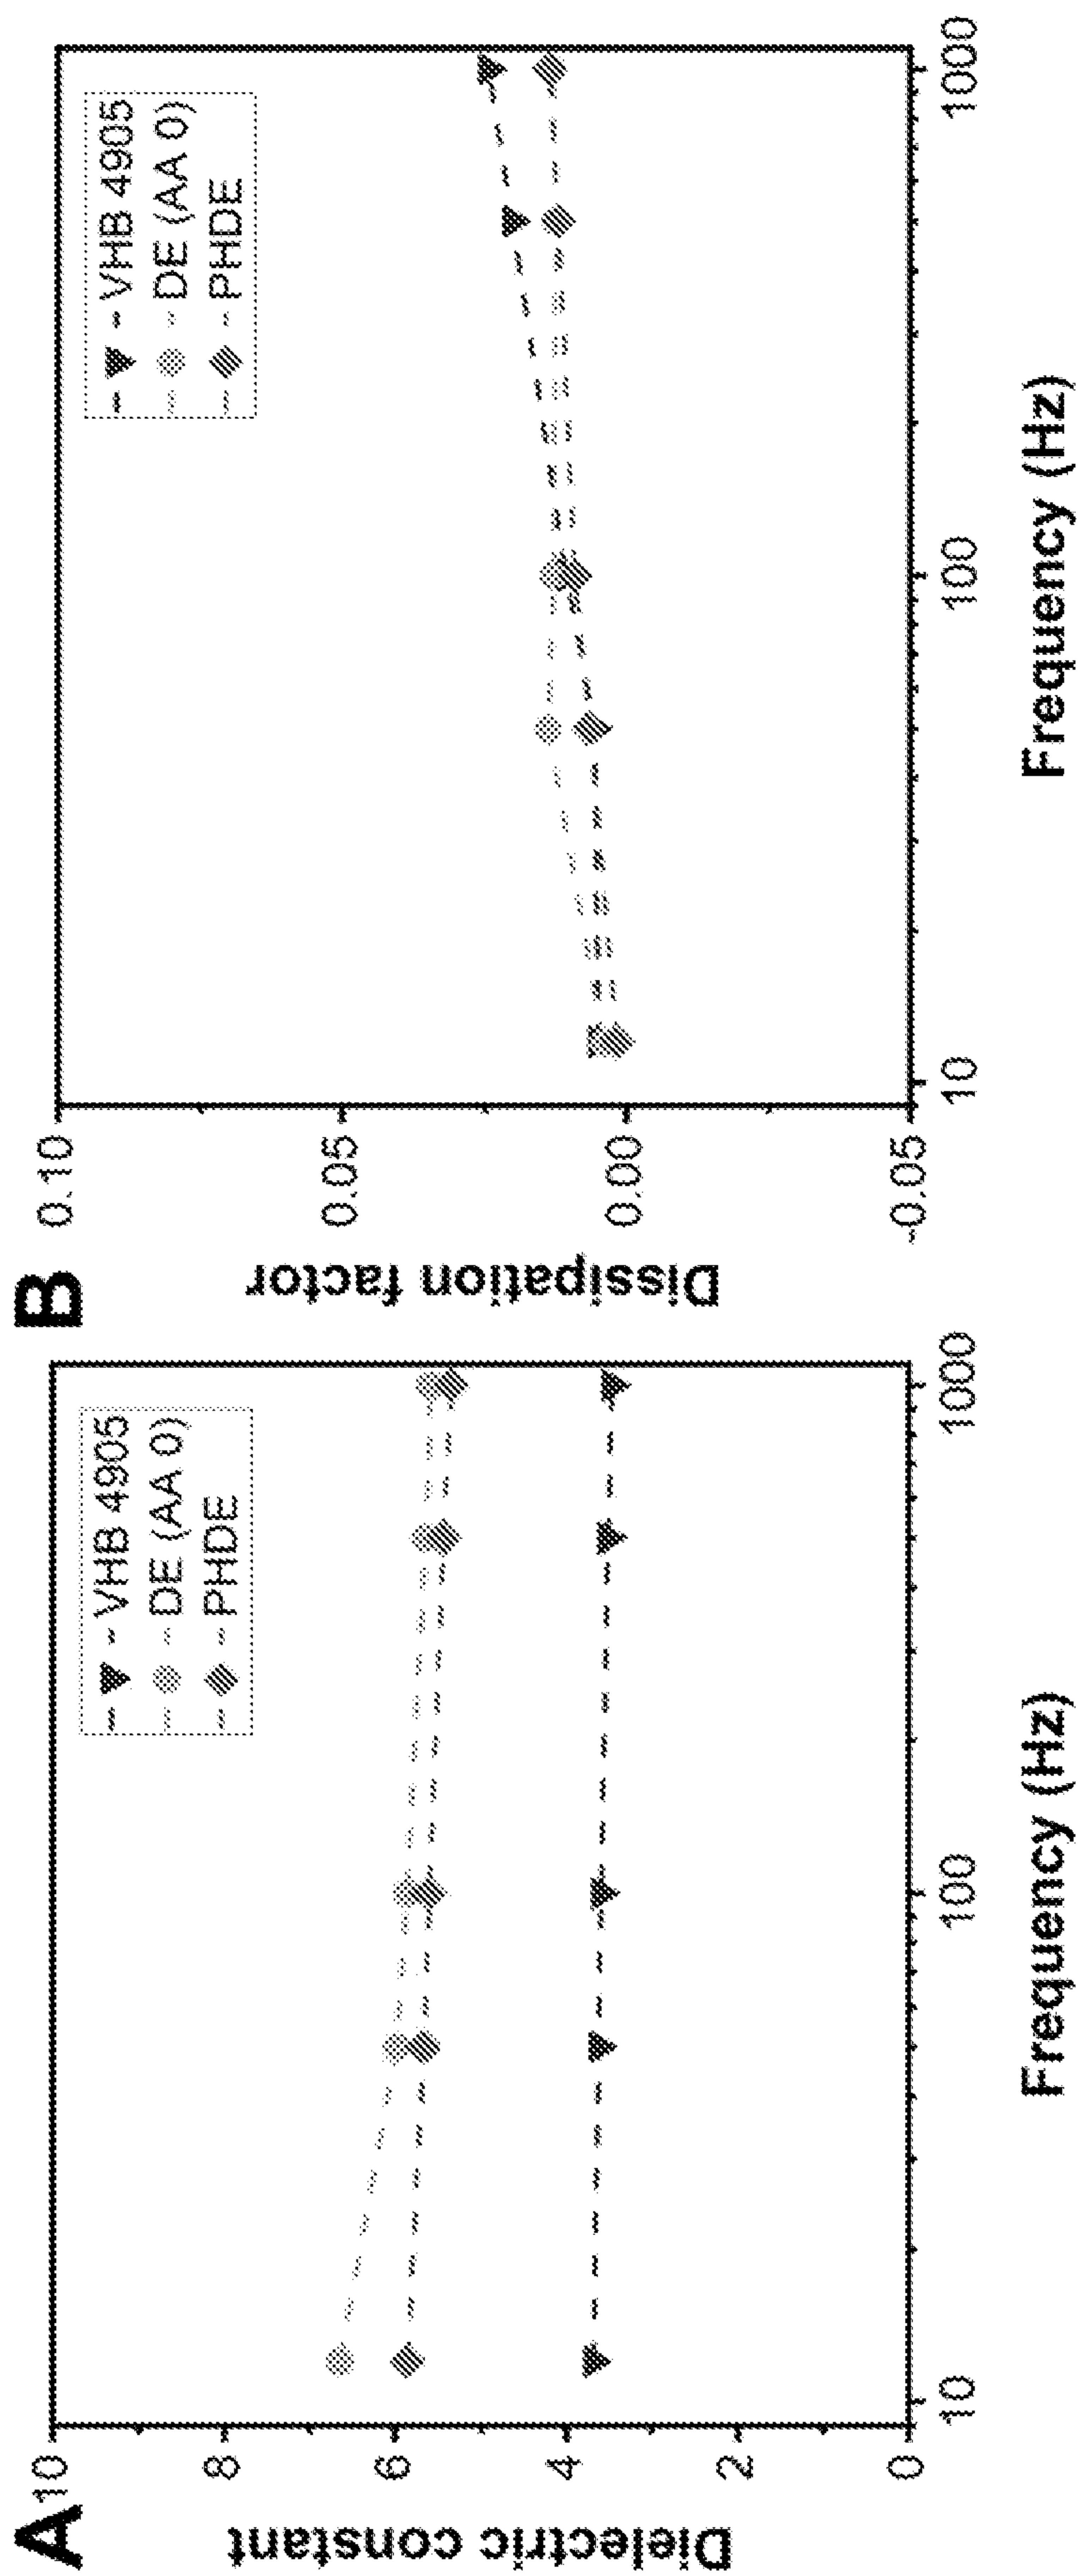 A
10
8
6
4
2
0
Dielectric constant
VHB 4905
DE (AA 0)
PHDE
10
100
1000
Frequency (Hz)
B
0.10
0.05
0.00
-0.05
Dissipation factor
VHB 4905
DE (AA 0)
PHDE
10
100
1000
Frequency (Hz)